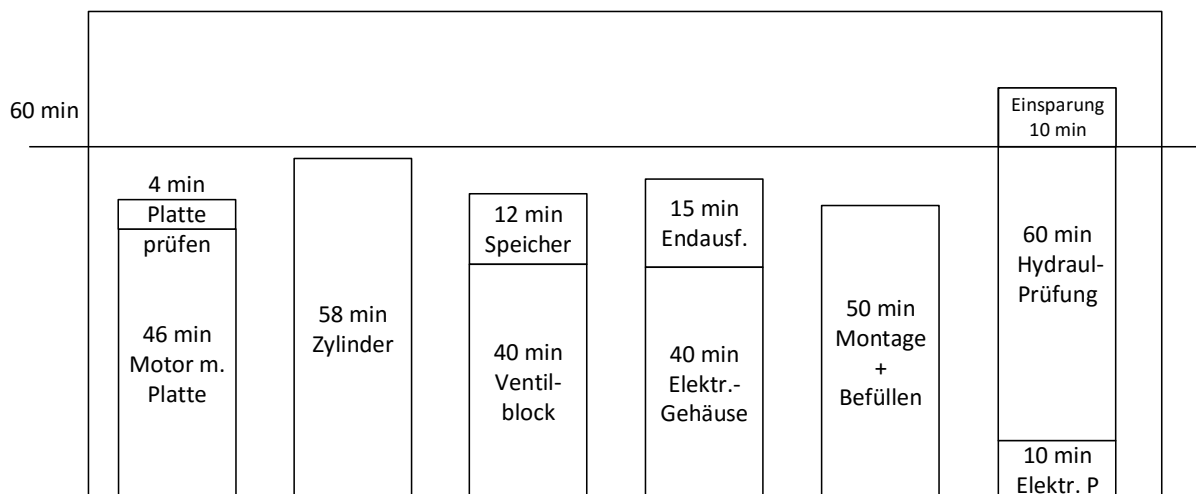 60 min
4 min
Platte
prüfen
46 min
Motor m.
Platte
58 min
Zylinder
12 min
Speicher
40 min
Ventil-
block
15 min
Endausf.
40 min
Elektr.-
Gehäuse
50 min
Montage
+
Befüllen
Einsparung
10 min
60 min
Hydraul-
Prüfung
10 min
Elektr. P